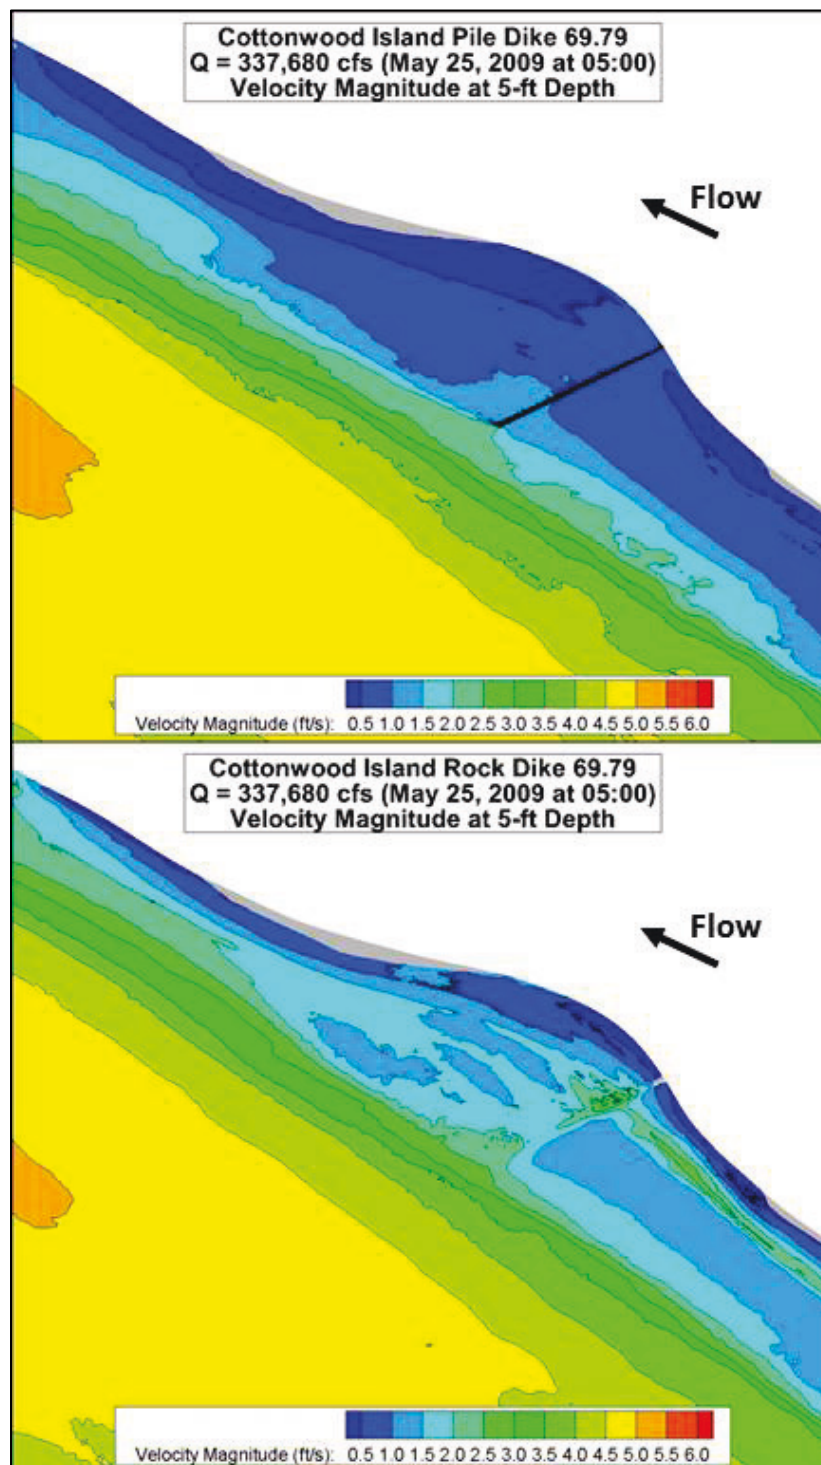 Cottonwood Island Pile Dike 69.79
Q = 337,680 cfs (May 25, 2009 at 05:00)
Velocity Magnitude at 5-ft Depth
Flow
Velocity Magnitude (ft/s): 0.5 1.0 1.5 2.0 2.5 3.0 3.5 4.0 4.5 5.0 5.5 6.0
Cottonwood Island Rock Dike 69.79
Q = 337,680 cfs (May 25, 2009 at 05:00)
Velocity Magnitude at 5-ft Depth
Flow
Velocity Magnitude (ft/s): 0.5 1.0 1.5 2.0 2.5 3.0 3.5 4.0 4.5 5.0 5.5 6.0